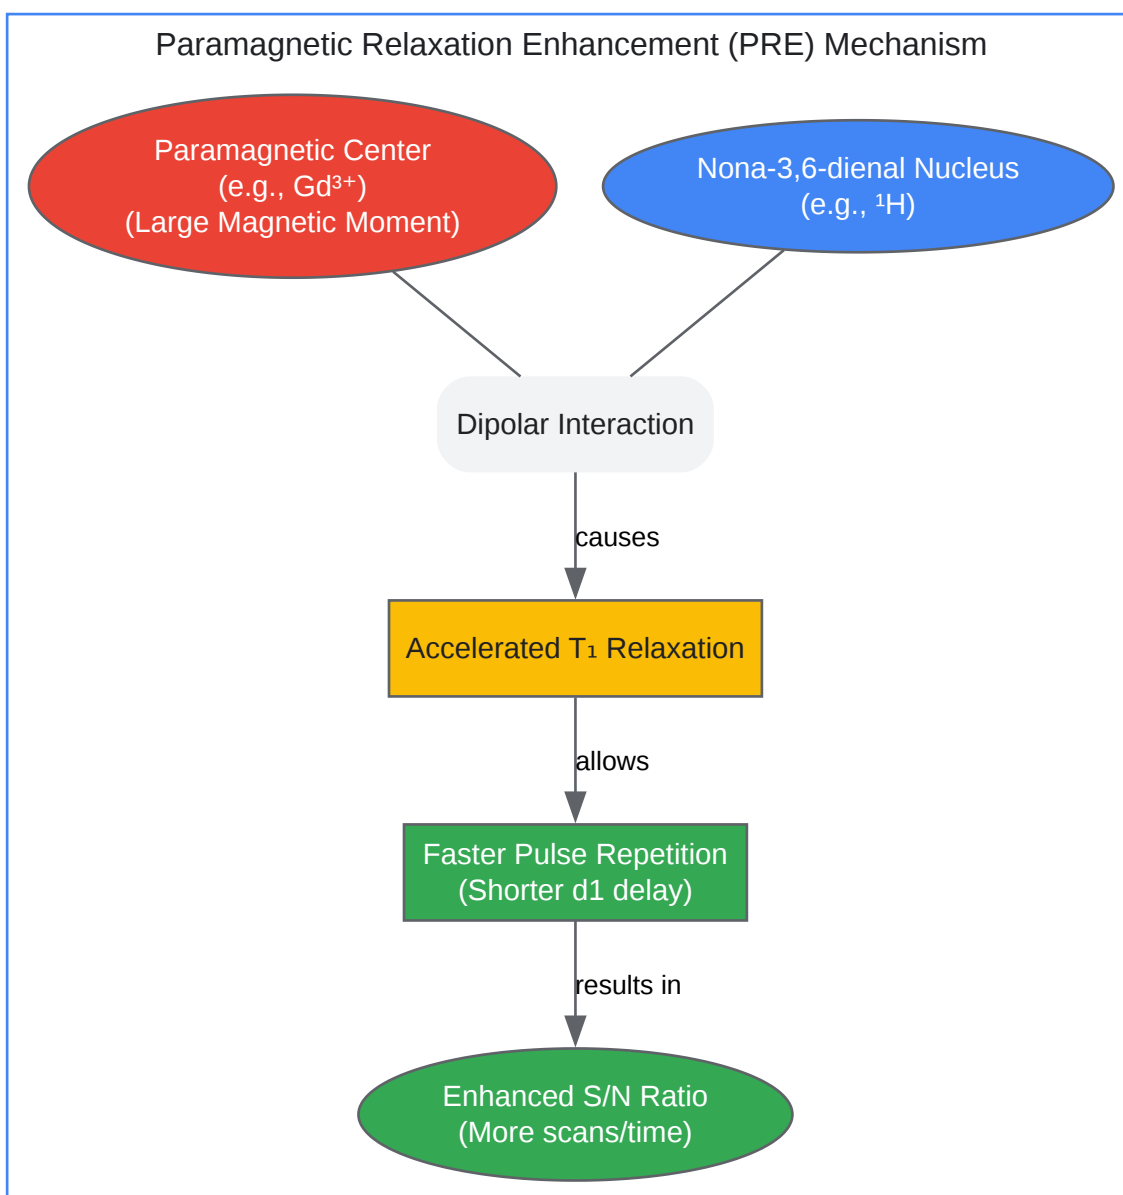 Paramagnetic Relaxation Enhancement (PRE) Mechanism
Paramagnetic Center
(e.g., Gd³⁺)
(Large Magnetic Moment)
Nona-3,6-dienal Nucleus
(e.g., ¹H)
Dipolar Interaction
causes
Accelerated T₁ Relaxation
allows
Faster Pulse Repetition
(Shorter d1 delay)
results in
Enhanced S/N Ratio
(More scans/time)